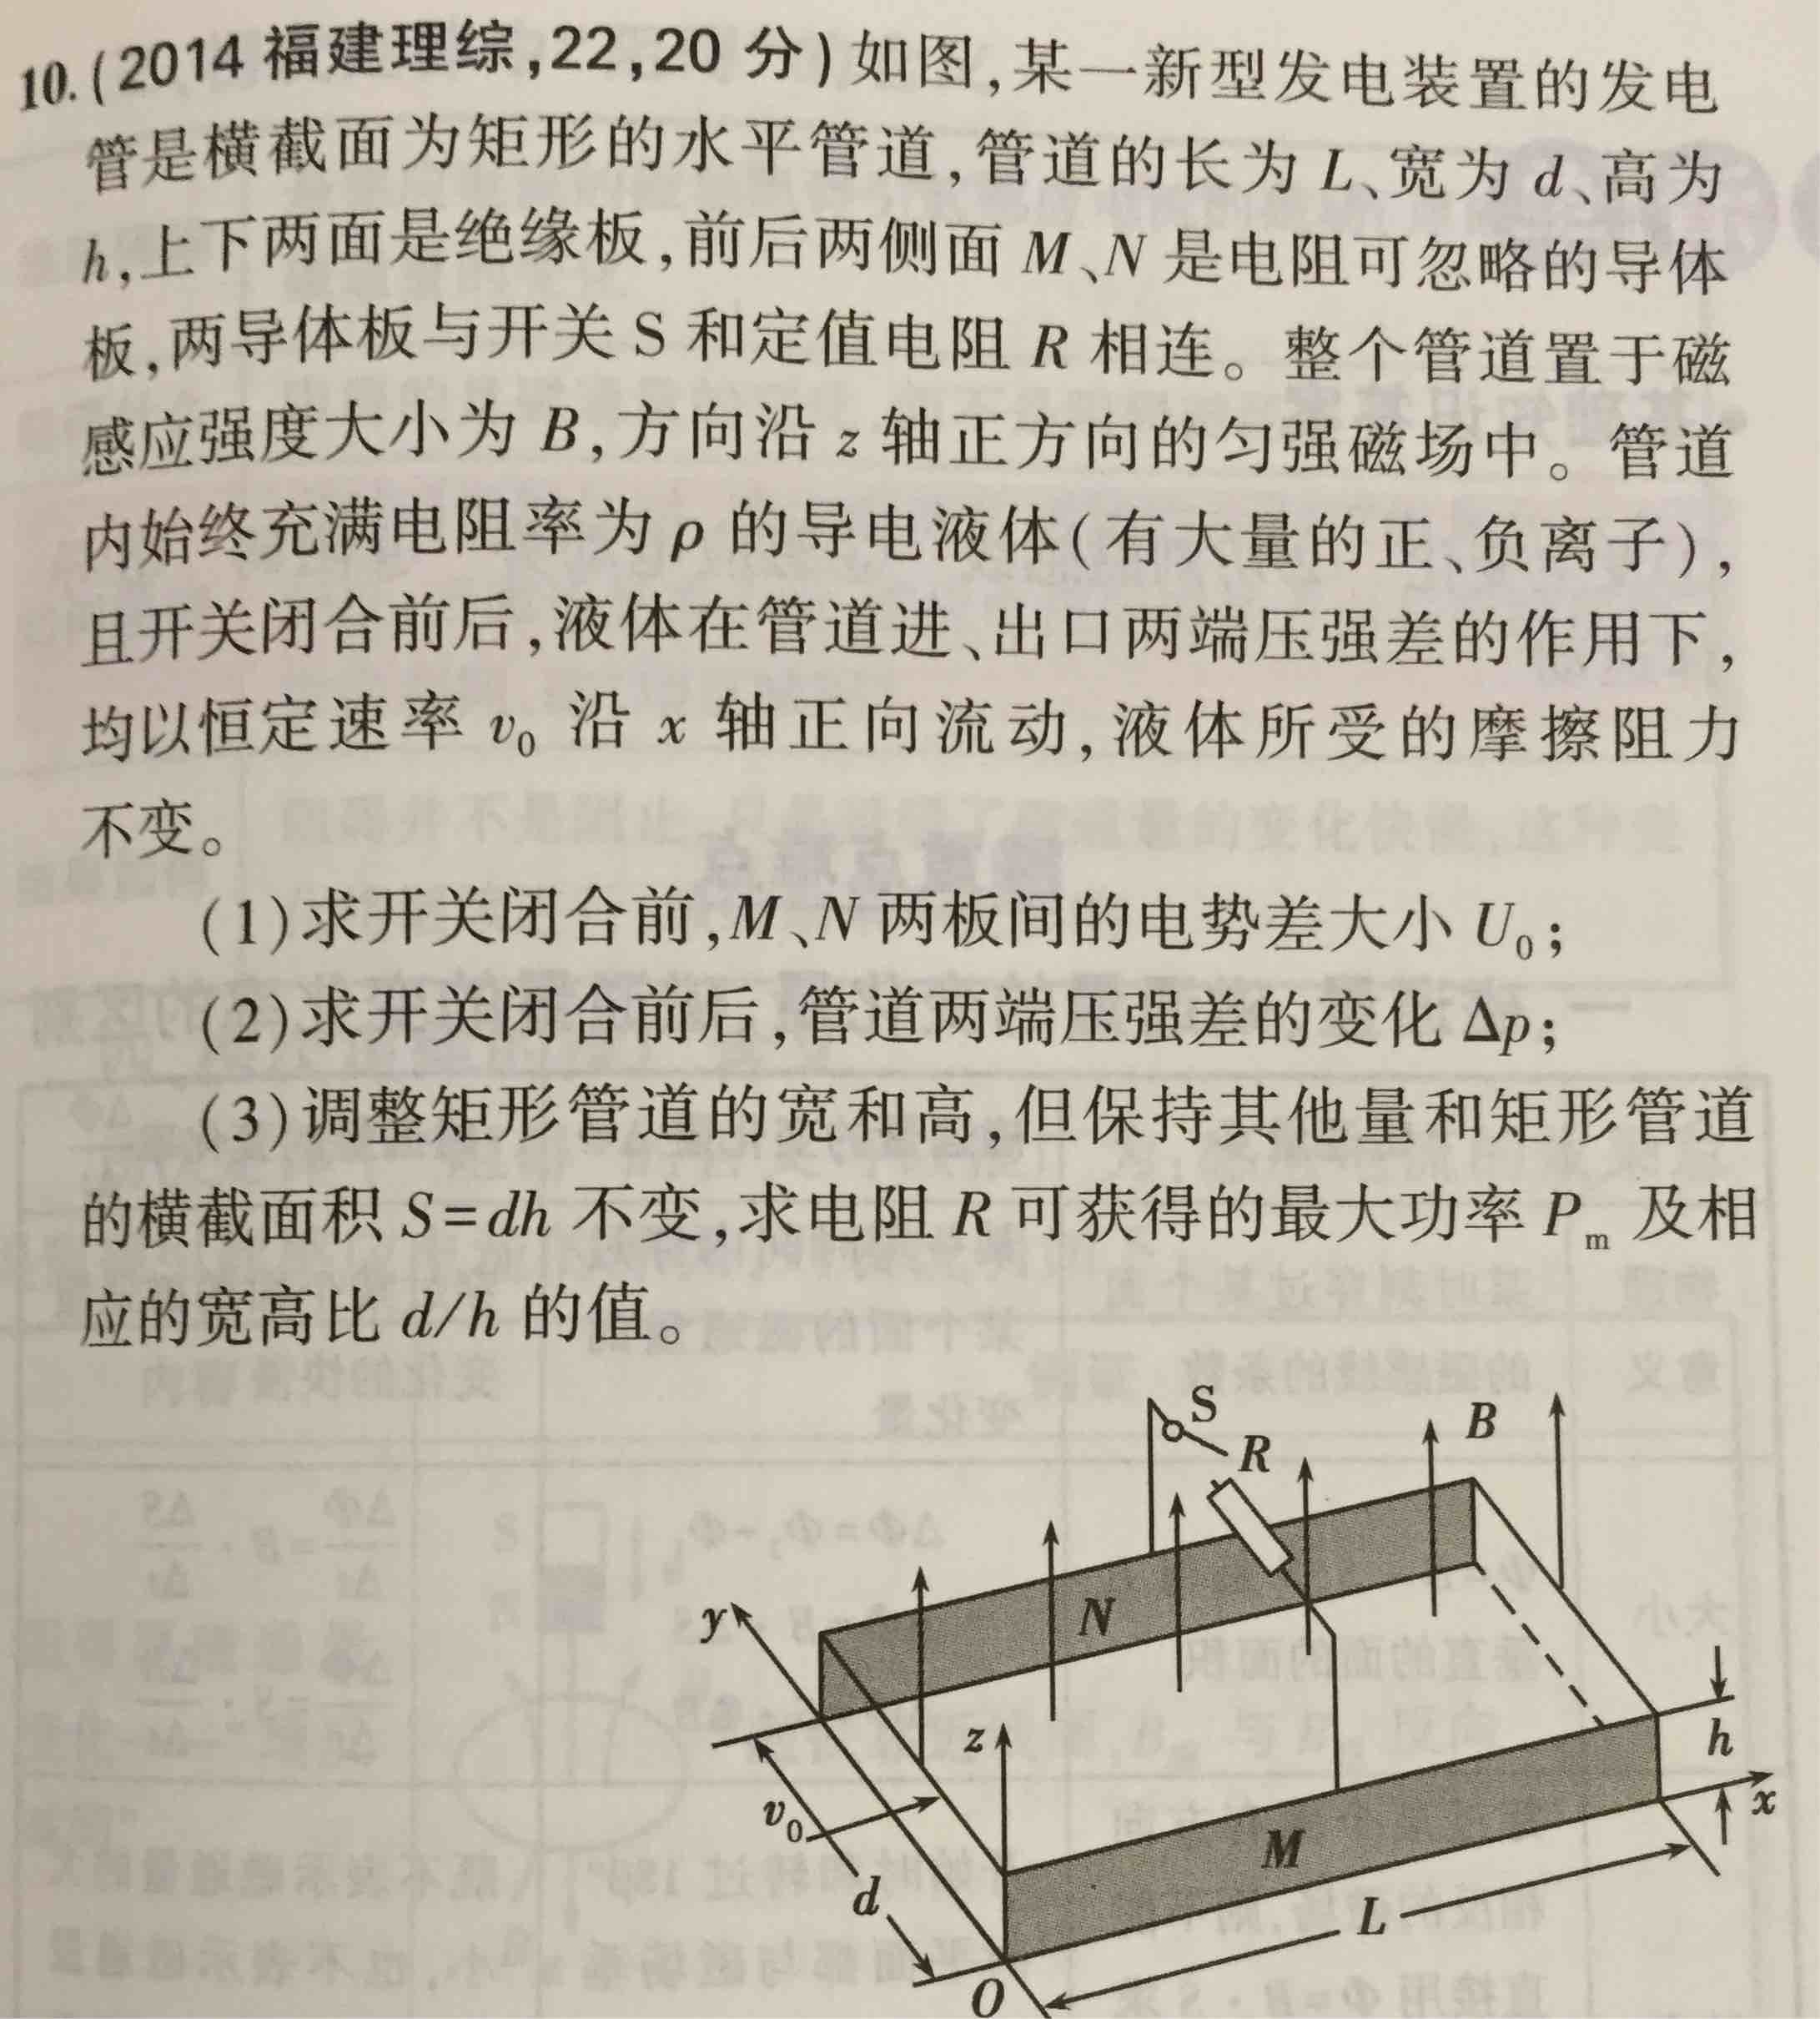 10. (2014 福建理综,22,20 分)如图,某一新型发电装置的发电
管是横截面为矩形的水平管道,管道的长为 L、宽为 d、高为
h,上下两面是绝缘板,前后两侧面 M、N 是电阻可忽略的导体
板,两导体板与开关 S 和定值电阻 R 相连。整个管道置于磁
感应强度大小为 B,方向沿 z 轴正方向的匀强磁场中。管道
内始终充满电阻率为 ρ 的导电液体(有大量的正、负离子),
且开关闭合前后,液体在管道进、出口两端压强差的作用下,
均以恒定速率 v₀ 沿 x 轴正向流动,液体所受的摩擦阻力
不变。
(1)求开关闭合前,M、N 两板间的电势差大小 U₀;
(2)求开关闭合前后,管道两端压强差的变化 Δp;
(3)调整矩形管道的宽和高,但保持其他量和矩形管道
的横截面积 S=dh 不变,求电阻 R 可获得的最大功率 Pₘ 及相
应的宽高比 d/h 的值。
S
R
B
N
y
z
h
v₀
x
M
d
L
O